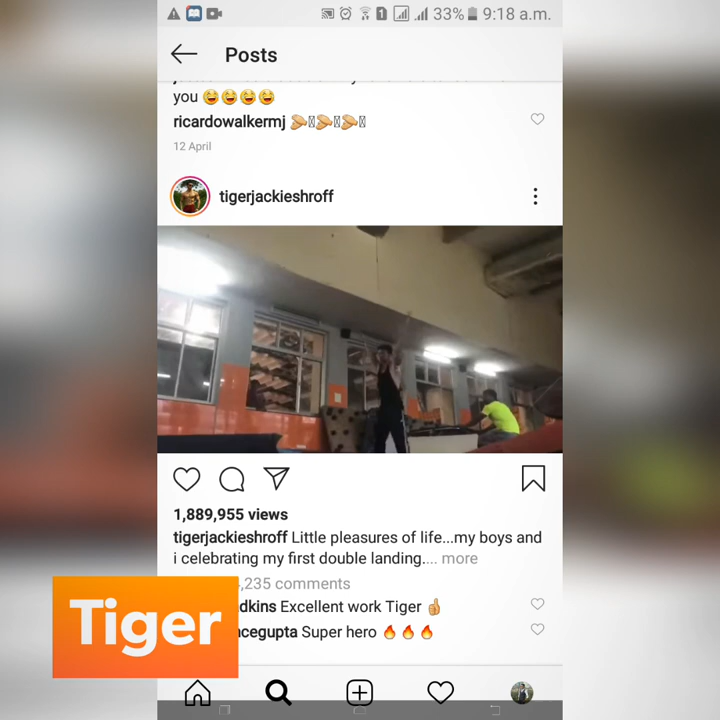 33% 9:18 a.m.
Posts
you 😄😄😄😄
ricardowalkermj
12 April
tigerjackieshroff
1,889,955 views
tigerjackieshroff Little pleasures of life...my boys and
i celebrating my first double landing.... more
,235 comments
dkins Excellent work Tiger 👍
cegupta Super hero 🔥🔥🔥
Tiger